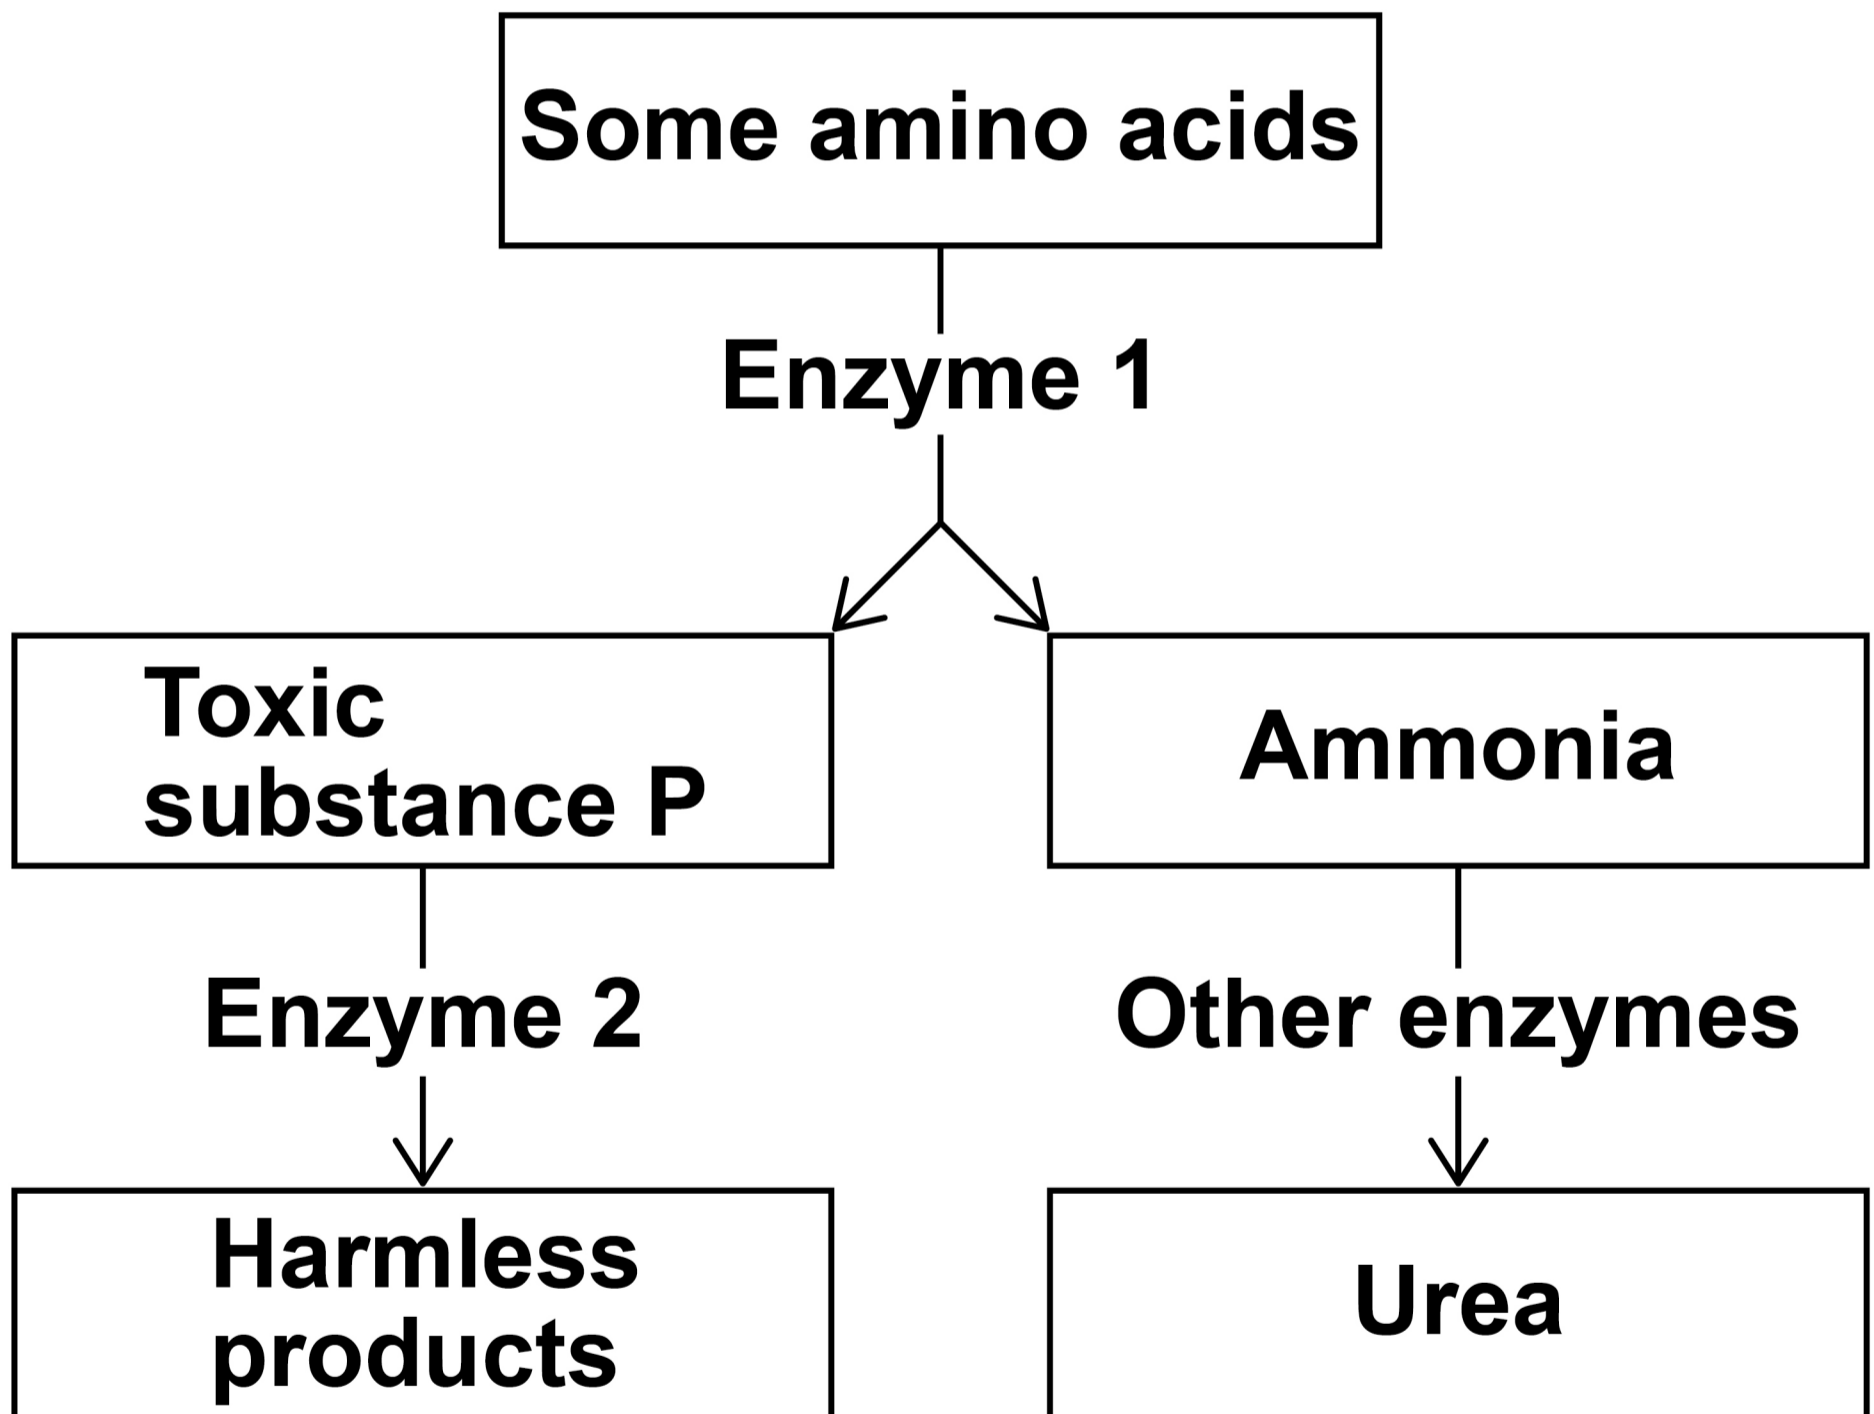 Some amino acids
Enzyme 1
Toxic
substance P
Ammonia
Enzyme 2
Other enzymes
Harmless
products
Urea